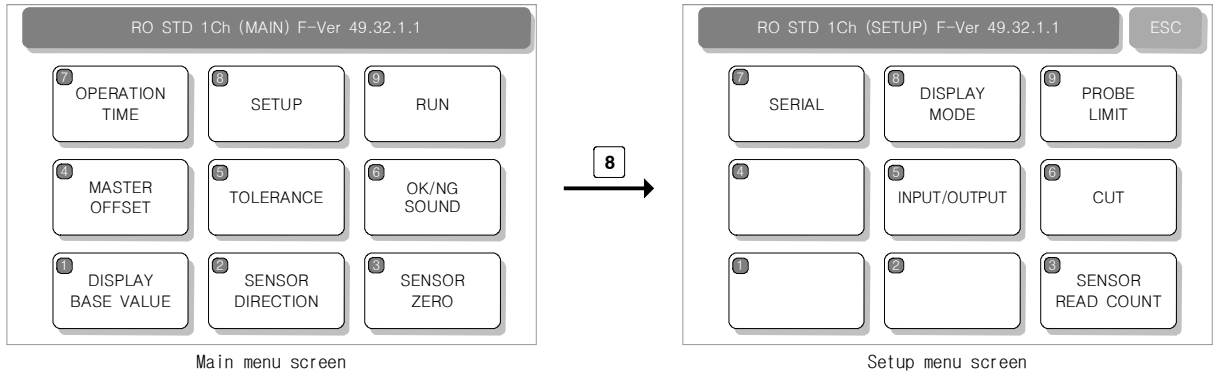 RO STD 1Ch (MAIN) F-Ver 49.32.1.1
7
OPERATION
TIME
8
SETUP
9
RUN
4
MASTER
OFFSET
5
TOLERANCE
6
OK/NG
SOUND
1
DISPLAY
BASE VALUE
2
SENSOR
DIRECTION
3
SENSOR
ZERO
Main menu screen
8
RO STD 1Ch (SETUP) F-Ver 49.32.1.1
ESC
7
SERIAL
8
DISPLAY
MODE
9
PROBE
LIMIT
4
5
INPUT/OUTPUT
6
CUT
1
2
3
SENSOR
READ COUNT
Setup menu screen